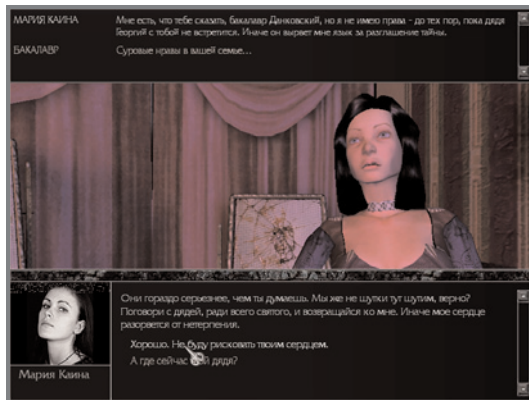 МАРИЯ КАИНА
Мне есть, что тебе сказать, бакалавр Данковский, но я не имею права - до тех пор, пока дядя
Георгий с тобой не встретится. Иначе он вырвет мне язык за разглашение тайны.
БАКАЛАВР
Суровые нравы в вашей семье...
Они гораздо серьезнее, чем ты думаешь. Мы же не шутки тут шутим, верно?
Поговори с дядей, ради всего святого, и возвращайся ко мне. Иначе мое сердце
разорвется от нетерпения.
Хорошо. Не буду рисковать твоим сердцем.
А где сейчас твой дядя?
Мария Каина